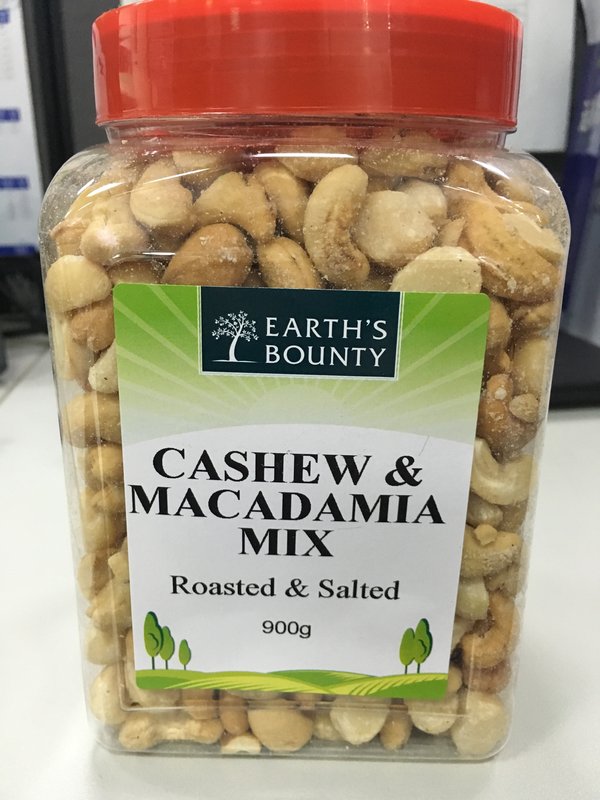 EARTH'S
BOUNTY
CASHEW &
MACADAMIA
MIX
Roasted & Salted
900g